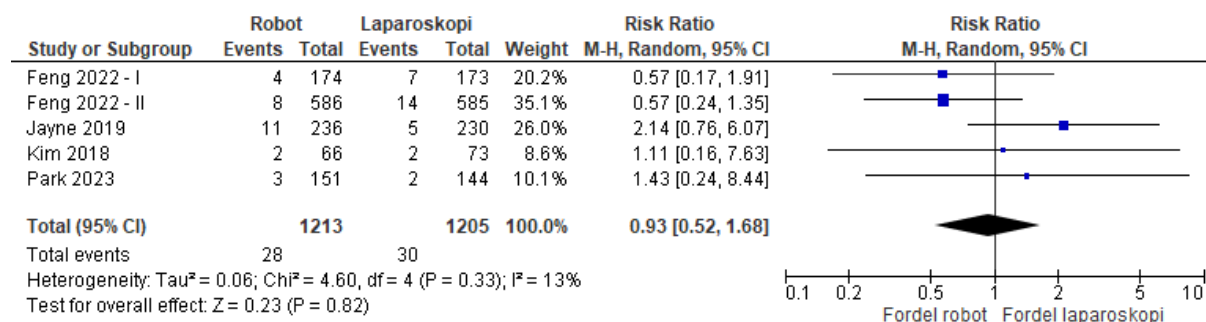 Robot Laparoskopi Risk Ratio Risk Ratio
Study or Subgroup Events Total Events Total Weight M-H, Random, 95% CI M-H, Random, 95% CI
Feng 2022 - I 4 174 7 173 20.2% 0.57 [0.17, 1.91]
Feng 2022 - II 8 586 14 585 35.1% 0.57 [0.24, 1.35]
Jayne 2019 11 236 5 230 26.0% 2.14 [0.76, 6.07]
Kim 2018 2 66 2 73 8.6% 1.11 [0.16, 7.63]
Park 2023 3 151 2 144 10.1% 1.43 [0.24, 8.44]
Total (95% CI) 1213 1205 100.0% 0.93 [0.52, 1.68]
Total events 28 30
Heterogeneity: Tau² = 0.06; Chi² = 4.60, df = 4 (P = 0.33); I² = 13%
Test for overall effect: Z = 0.23 (P = 0.82)
0.1 0.2 0.5 1 2 5 10
Fordel robot Fordel laparoskopi